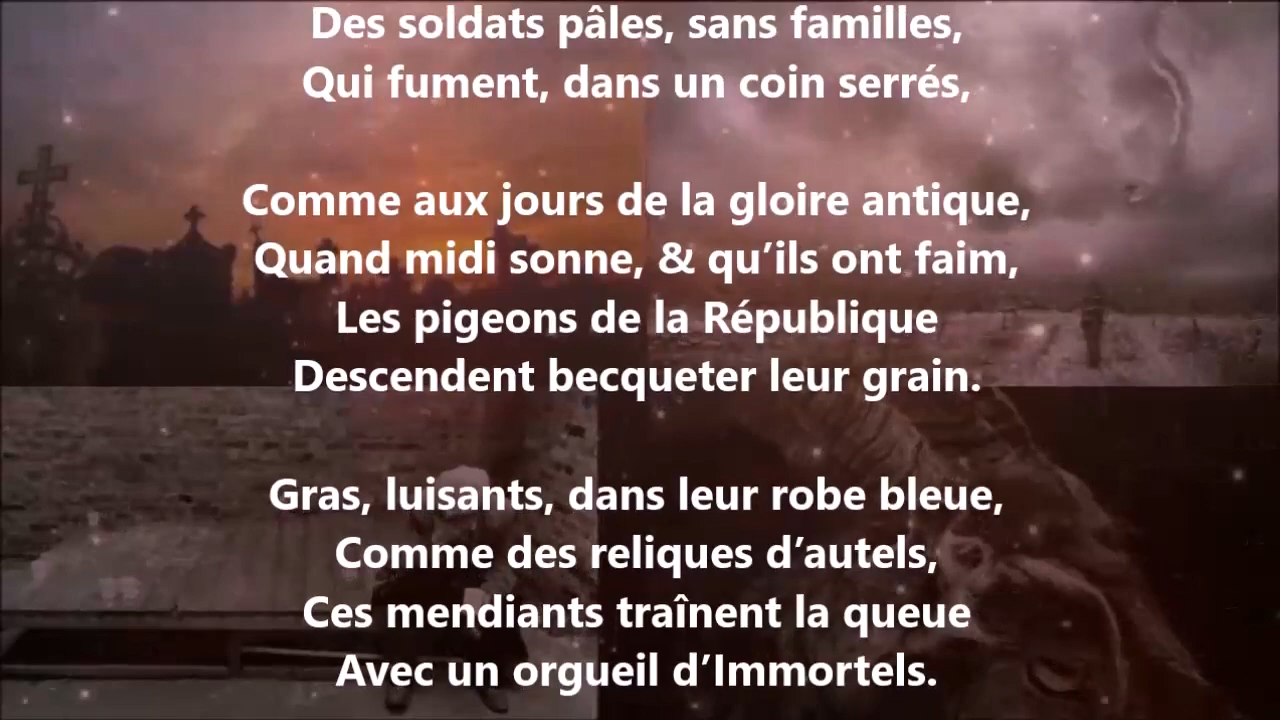 Des soldats pâles, sans familles,
Qui fument, dans un coin serrés,
Comme aux jours de la gloire antique,
Quand midi sonne, & qu’ils ont faim,
Les pigeons de la République
Descendent becqueter leur grain.
Gras, luisants, dans leur robe bleue,
Comme des reliques d’autels,
Ces mendiants traînent la queue
Avec un orgueil d’Immortels.